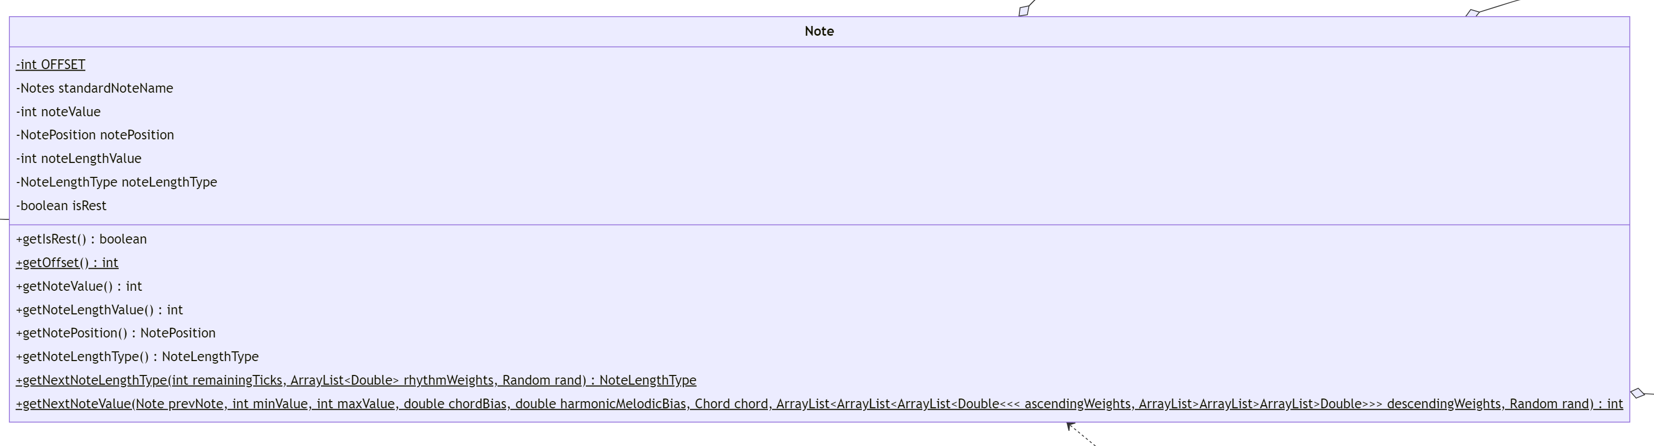 Note
-int OFFSET
-Notes standardNoteName
-int noteValue
-NotePosition notePosition
-int noteLengthValue
-NoteLengthType noteLengthType
-boolean isRest
+getIsRest() : boolean
+getOffset() : int
+getNoteValue() : int
+getNoteLengthValue() : int
+getNotePosition() : NotePosition
+getNoteLengthType() : NoteLengthType
+getNextNoteLengthType(int remainingTicks, ArrayList<Double> rhythmWeights, Random rand) : NoteLengthType
+getNextNoteValue(Note prevNote, int minValue, int maxValue, double chordBias, double harmonicMelodicBias, Chord chord, ArrayList<ArrayList<ArrayList<Double<<< ascendingWeights, ArrayList>ArrayList>ArrayList>Double>>> descendingWeights, Random rand) : int